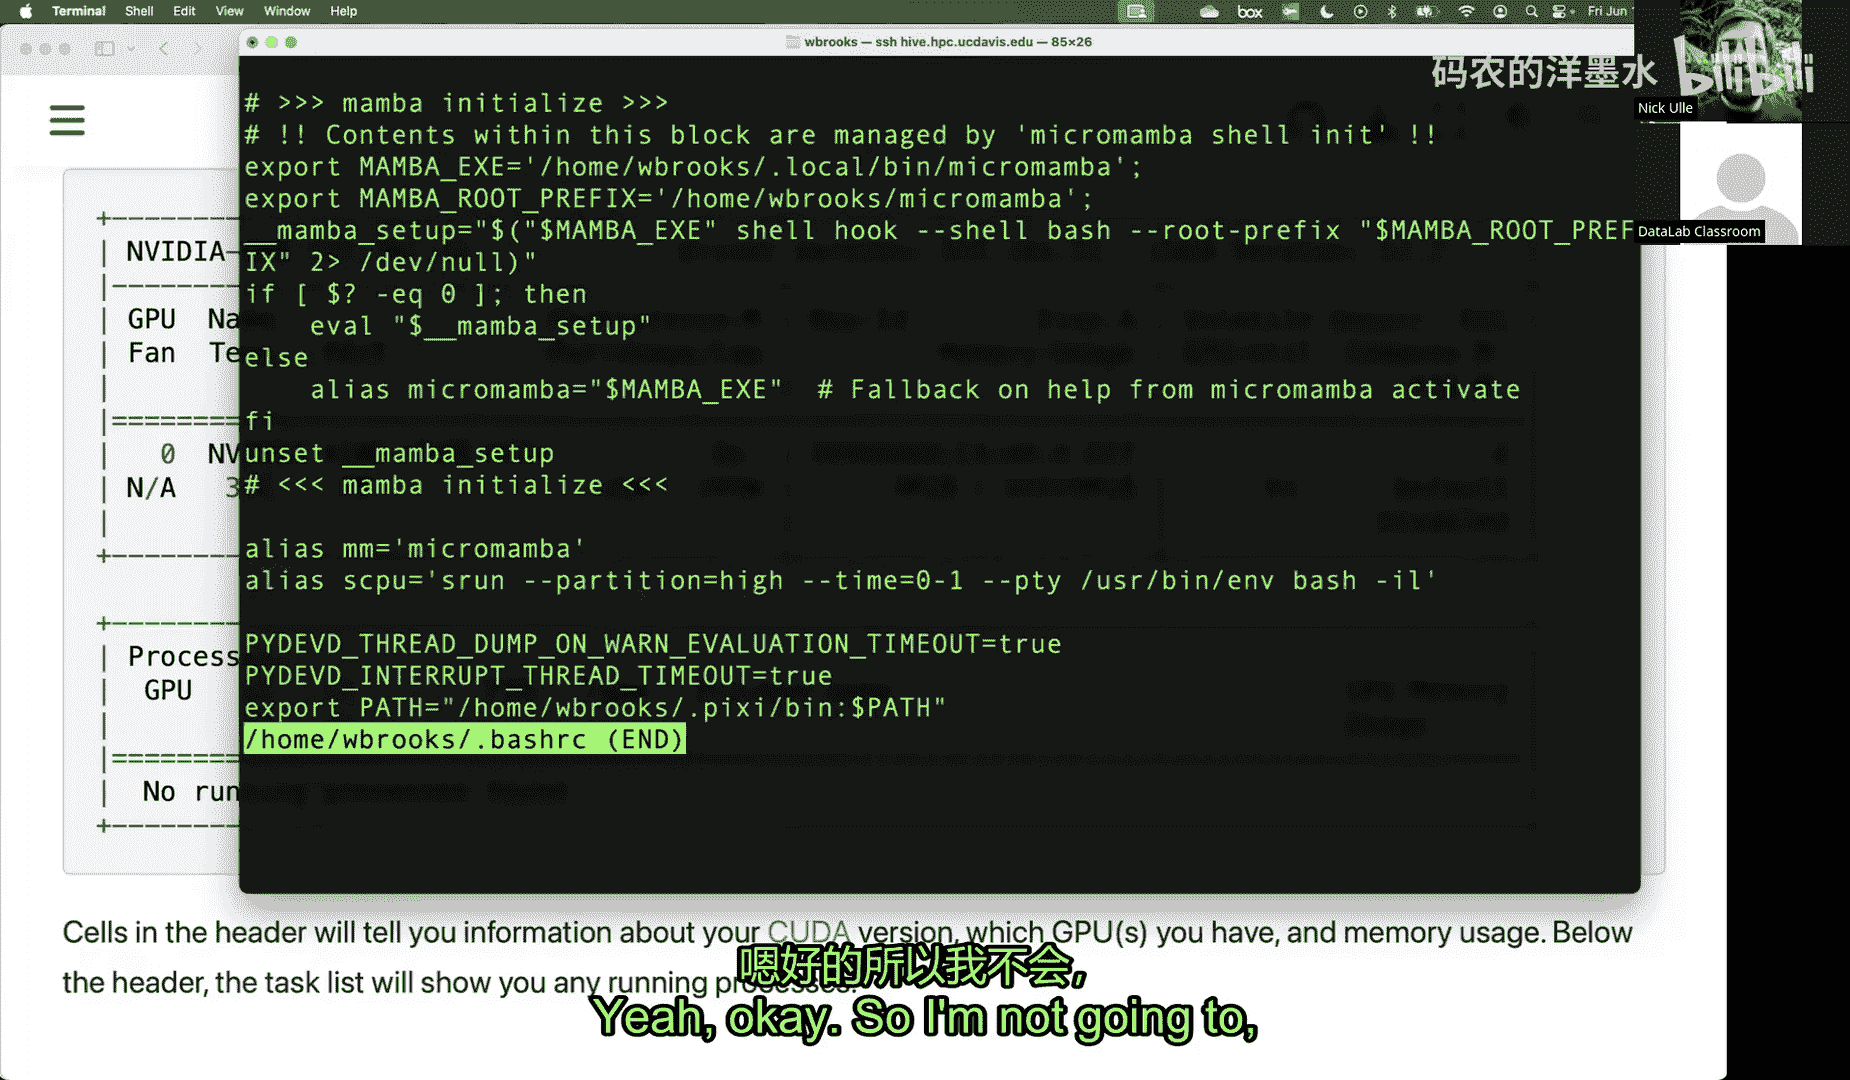 Terminal Shell Edit View Window Help box Fri Jun
wbrooks — ssh hive.hpc.ucdavis.edu — 85×26
码农的洋墨水 bilibili
Nick Ulle
DataLab Classroom
# >>> mamba initialize >>>
# !! Contents within this block are managed by 'micromamba shell init' !!
export MAMBA_EXE='/home/wbrooks/.local/bin/micromamba';
export MAMBA_ROOT_PREFIX='/home/wbrooks/micromamba';
__mamba_setup="$("$MAMBA_EXE" shell hook --shell bash --root-prefix "$MAMBA_ROOT_PREF
IX" 2> /dev/null)"
if [ $? -eq 0 ]; then
    eval "$__mamba_setup"
else
    alias micromamba="$MAMBA_EXE"  # Fallback on help from micromamba activate
fi
unset __mamba_setup
# <<< mamba initialize <<<
alias mm='micromamba'
alias scpu='srun --partition=high --time=0-1 --pty /usr/bin/env bash -il'
PYDEVD_THREAD_DUMP_ON_WARN_EVALUATION_TIMEOUT=true
PYDEVD_INTERRUPT_THREAD_TIMEOUT=true
export PATH="/home/wbrooks/.pixi/bin:$PATH"
/home/wbrooks/.bashrc (END)
NVIDIA-
GPU Na
Fan Te
0 NV
N/A 3
Process
GPU
No run
Cells in the header will tell you information about your CUDA version, which GPU(s) you have, and memory usage. Below
the header, the task list will show you any running processes.
嗯好的所以我不会，
Yeah, okay. So I'm not going to,